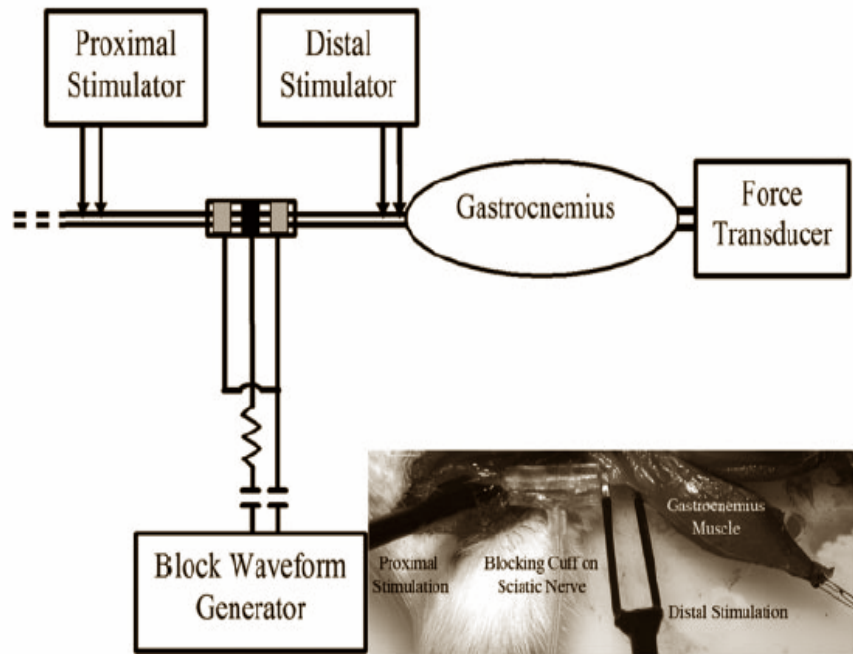 Proximal
Stimulator
Distal
Stimulator
Gastrocnemius
Force
Transducer
Block Waveform
Generator
Proximal
Stimulation
Blocking Cuff on
Sciatic Nerve
Gastrocnemius
Muscle
Distal Stimulation